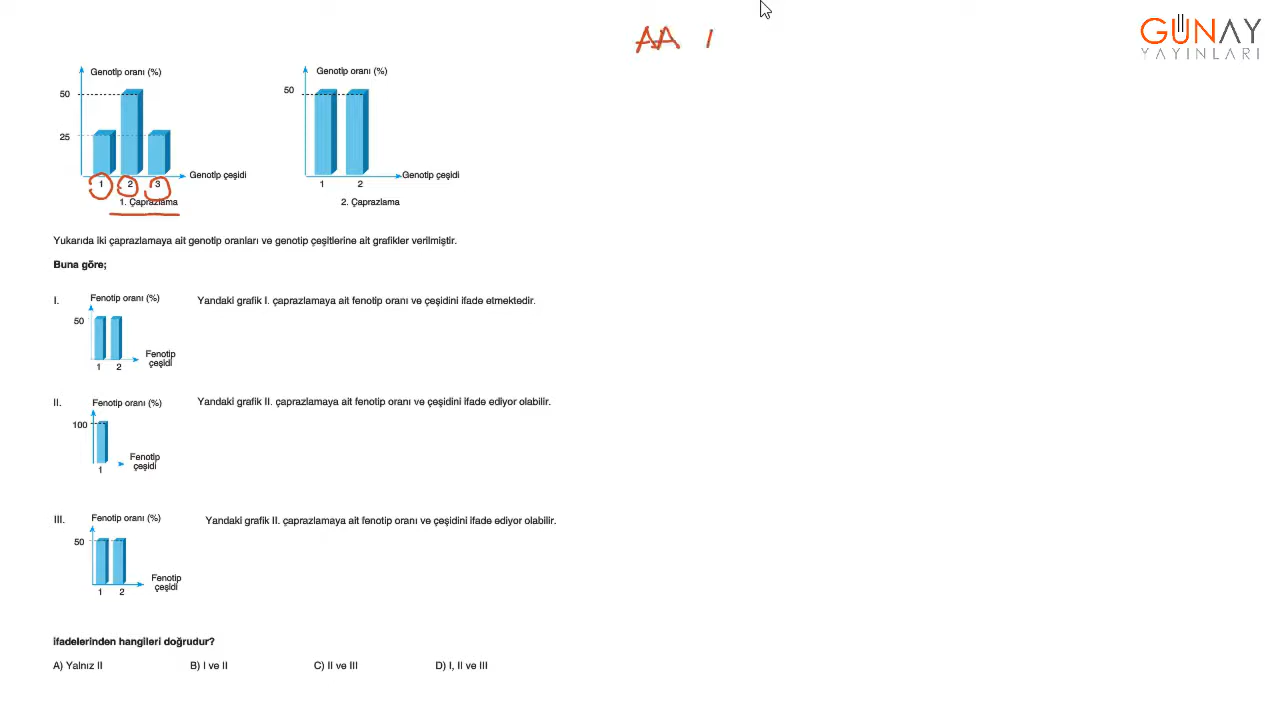 AA
GÜNAY
YAYINLARI
Genotip oranı (%)
50
25
1 2 3
Genotip çeşidi
1. Çaprazlama
Genotip oranı (%)
50
1 2
Genotip çeşidi
2. Çaprazlama
Yukarıda iki çaprazlamaya ait genotip oranları ve genotip çeşitlerine ait grafikler verilmiştir.
Buna göre;
I.
Fenotip oranı (%)
50
1 2
Fenotip
çeşidi
Yandaki grafik I. çaprazlamaya ait fenotip oranı ve çeşidini ifade etmektedir.
II.
Fenotip oranı (%)
100
1
Fenotip
çeşidi
Yandaki grafik II. çaprazlamaya ait fenotip oranı ve çeşidini ifade ediyor olabilir.
III.
Fenotip oranı (%)
50
1 2
Fenotip
çeşidi
Yandaki grafik II. çaprazlamaya ait fenotip oranı ve çeşidini ifade ediyor olabilir.
ifadelerinden hangileri doğrudur?
A) Yalnız II B) I ve II C) II ve III D) I, II ve III